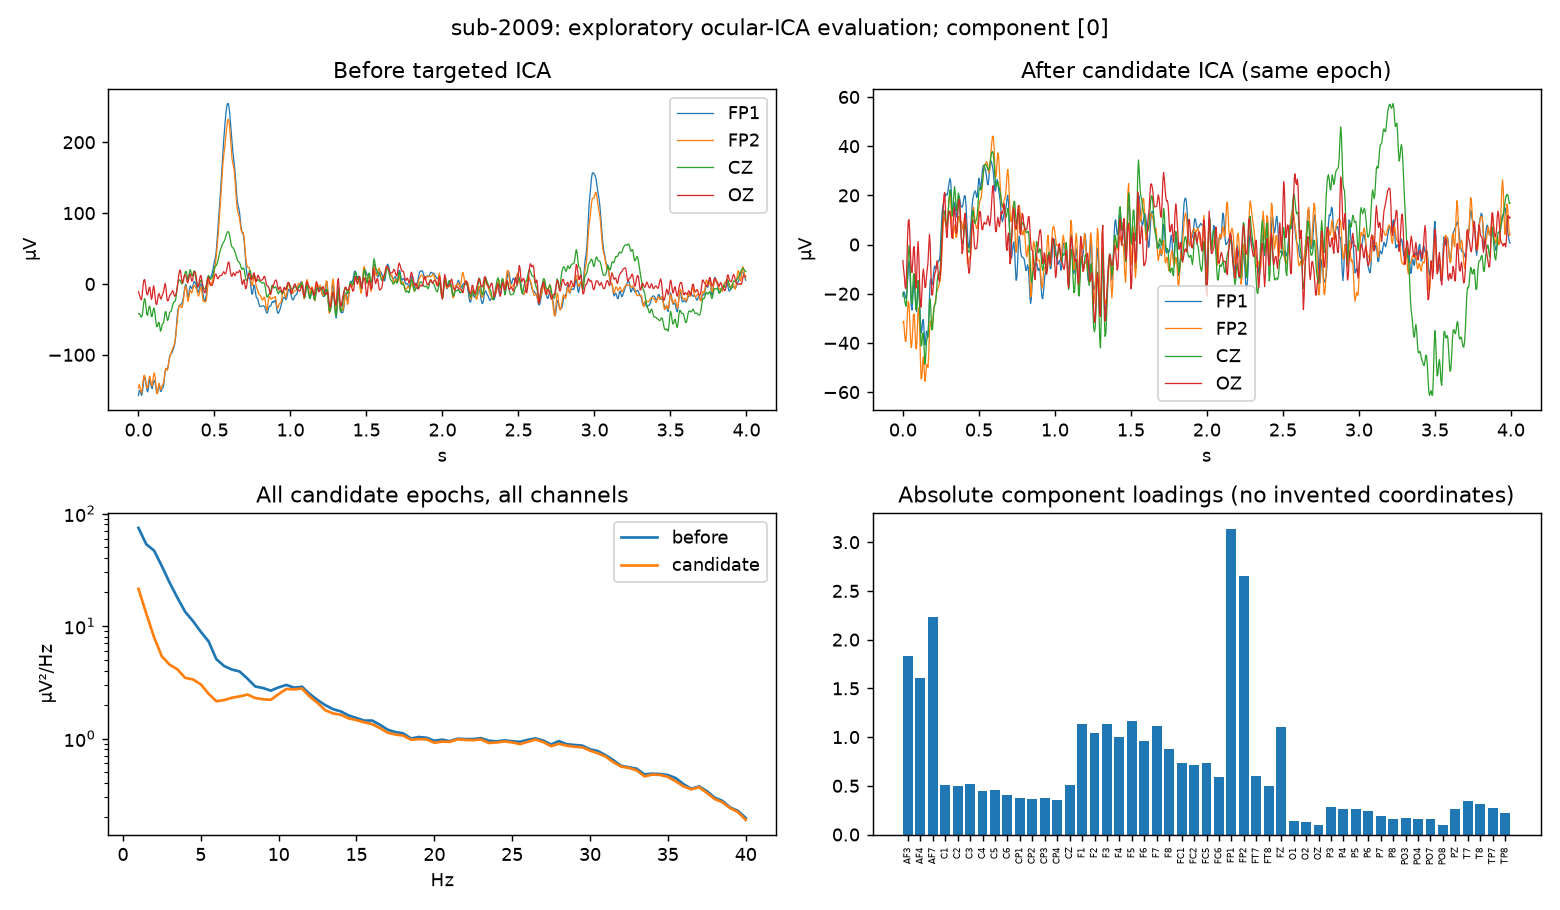 sub-2009: exploratory ocular-ICA evaluation; component [0]
Before targeted ICA
After candidate ICA (same epoch)
µV
200
100
0
−100
FP1
FP2
CZ
OZ
0.0 0.5 1.0 1.5 2.0 2.5 3.0 3.5 4.0
s
µV
60
40
20
0
−20
−40
−60
FP1
FP2
CZ
OZ
0.0 0.5 1.0 1.5 2.0 2.5 3.0 3.5 4.0
s
All candidate epochs, all channels
Absolute component loadings (no invented coordinates)
µV²/Hz
10²
10¹
10⁰
before
candidate
0 5 10 15 20 25 30 35 40
Hz
3.0
2.5
2.0
1.5
1.0
0.5
0.0
AF3 AF4 AF7 C1 C2 C3 C4 C5 C6 CP1 CP2 CP3 CP4 CZ F1 F2 F3 F4 F5 F6 F7 F8 FC1 FC2 FC5 FC6 FP1 FP2 FT7 FT8 FZ O1 O2 OZ P3 P4 P5 P6 P7 P8 PO3 PO4 PO7 PO8 PZ T7 T8 TP7 TP8